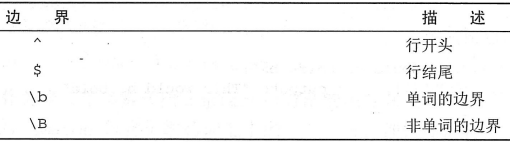 边 界 描 述
^ 行开头
$ 行结尾
\b 单词的边界
\B 非单词的边界